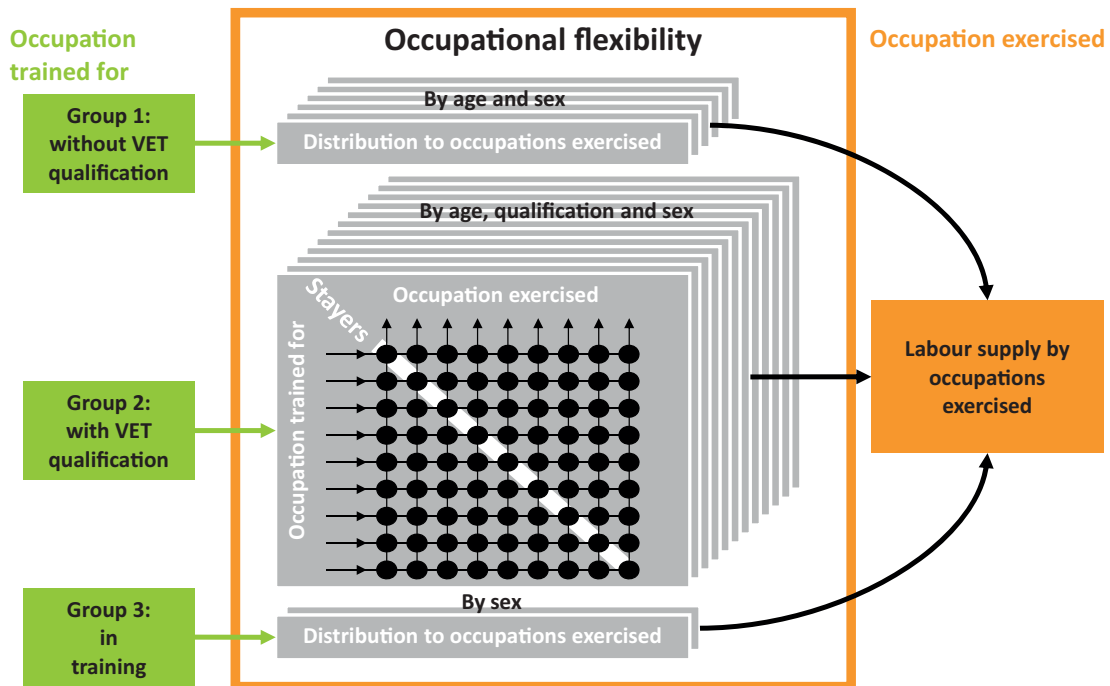 Occupation
trained for
Occupational flexibility
Occupation exercised
Group 1:
without VET
qualification
By age and sex
Distribution to occupations exercised
By age, qualification and sex
Stayers
Occupation exercised
Occupation trained for
Group 2:
with VET
qualification
Labour supply by
occupations
exercised
Group 3:
in
training
By sex
Distribution to occupations exercised